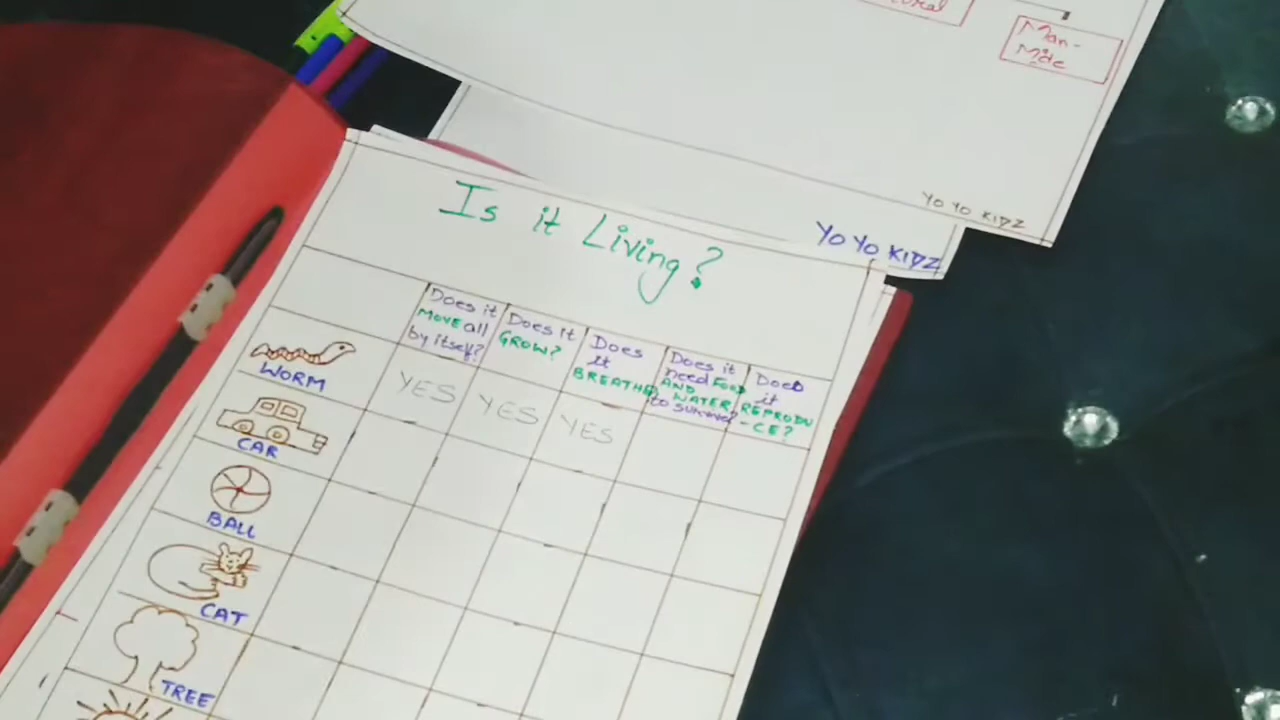 Man-
Made
YO YO KIDZ
YO YO KIDZ
Is it Living?
Does it
MOVE all
by itself?
Does it
GROW?
Does
it
BREATHE
Does it
need FOOD
AND
WATER
to survive?
Does
it
REPRODU
-CE?
WORM
YES
YES
YES
CAR
BALL
CAT
TREE